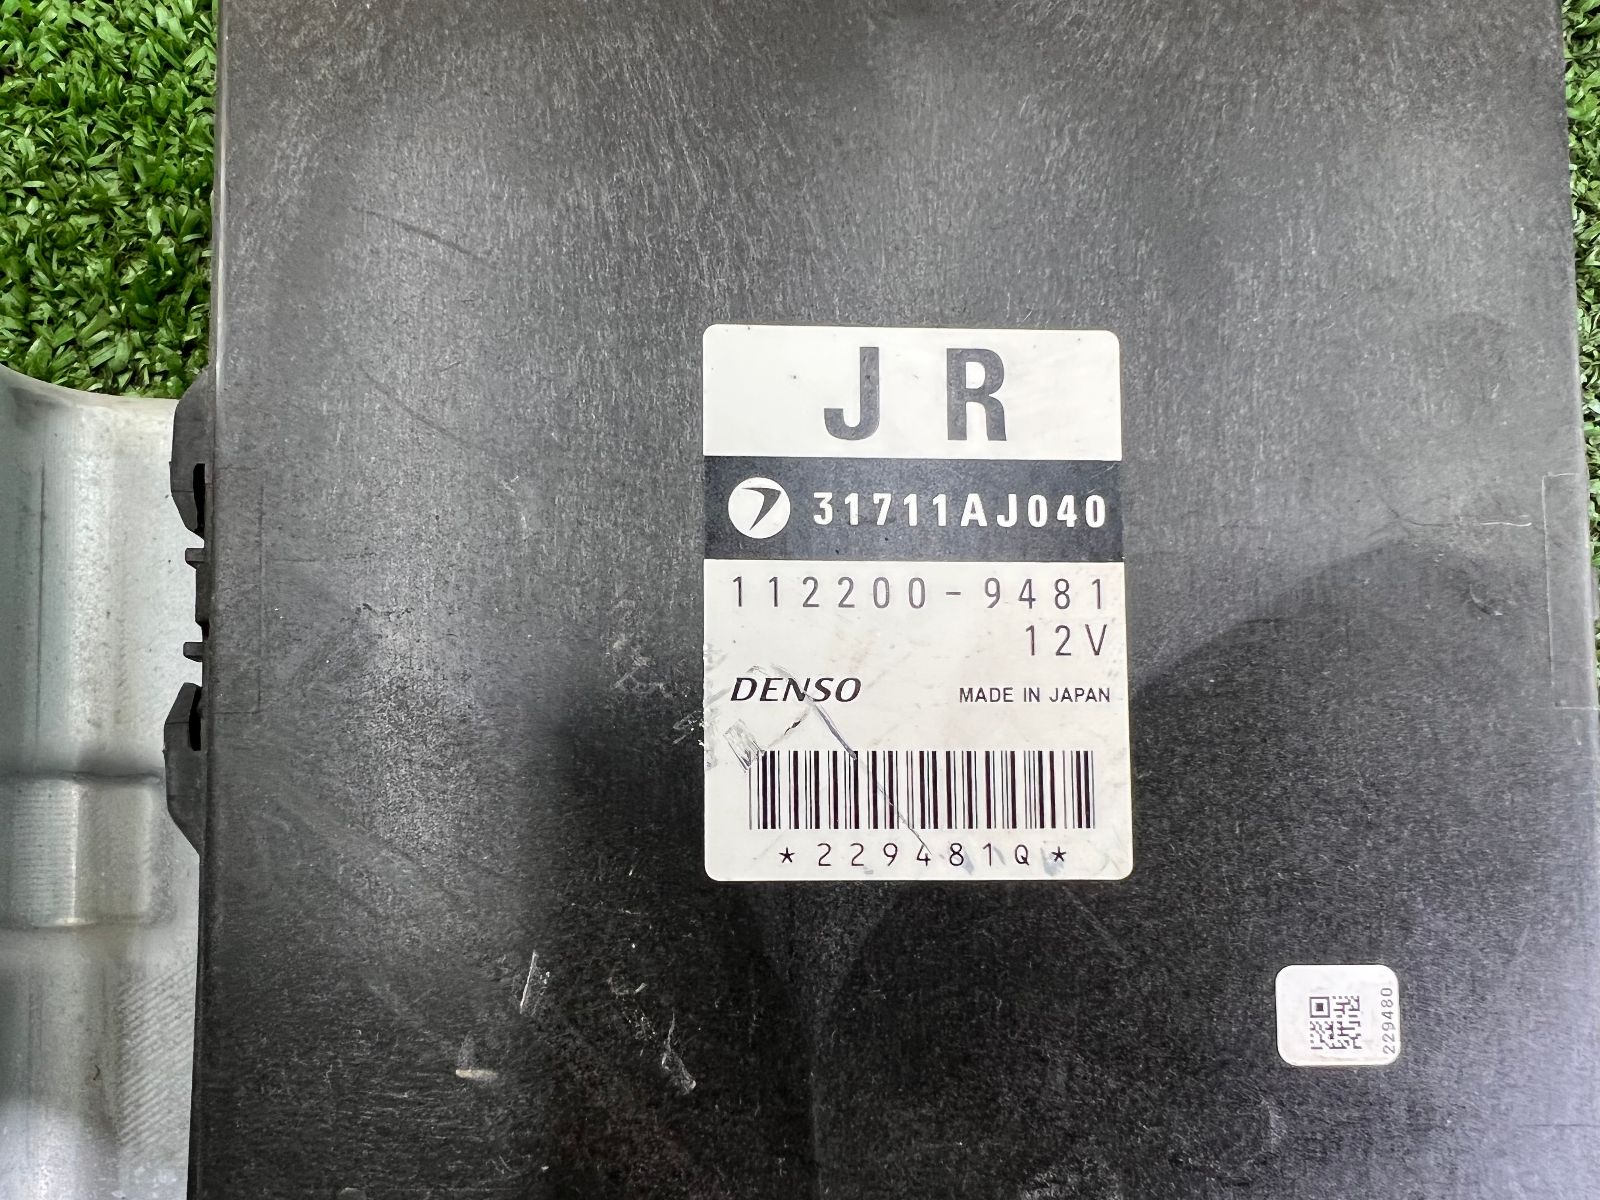 J R
31711AJ040
112200-9481
12V
DENSO
MADE IN JAPAN
*229481Q*
229480